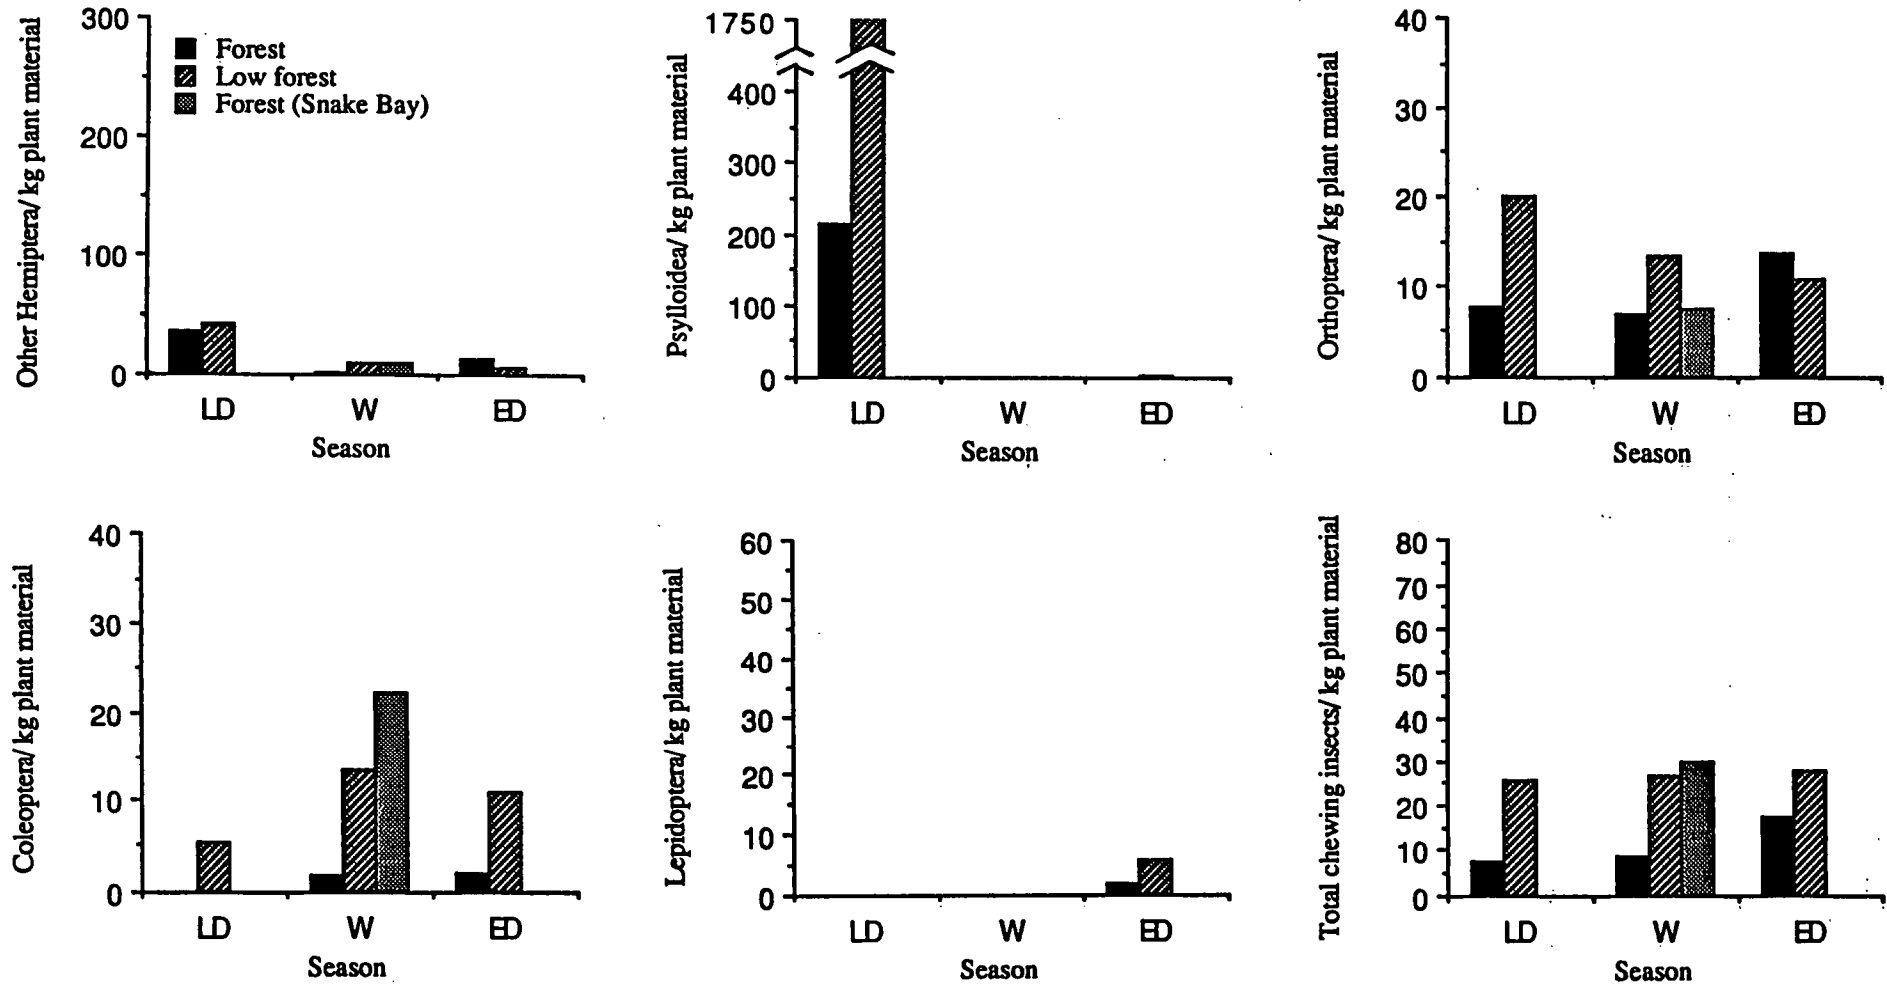 Other Hemiptera/ kg plant material
300
200
100
0
Forest
Low forest
Forest (Snake Bay)
LD W ED
Season
Psylloidea/ kg plant material
1750
400
300
200
100
0
LD W ED
Season
Orthoptera/ kg plant material
40
30
20
10
0
LD W ED
Season
Coleoptera/ kg plant material
40
30
20
10
0
LD W ED
Season
Lepidoptera/ kg plant material
60
50
40
30
20
10
0
LD W ED
Season
Total chewing insects/ kg plant material
80
70
60
50
40
30
20
10
0
LD W ED
Season